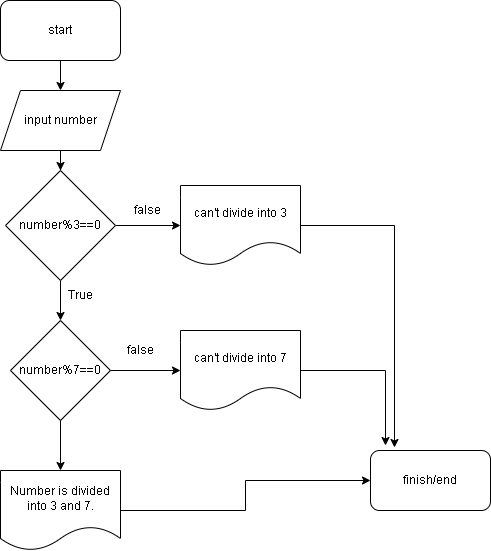 start
input number
number%3==0
false
can't divide into 3
True
number%7==0
false
can't divide into 7
Number is divided
into 3 and 7.
finish/end